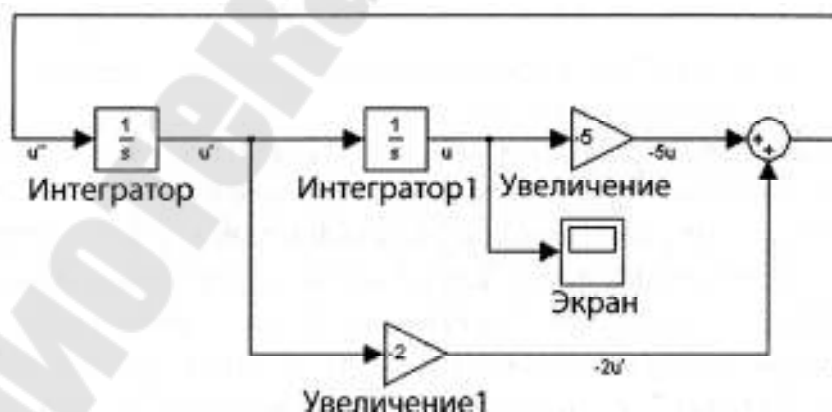 1
s
1
s
-5
u''
u'
u
-5u
+
+
Интегратор
Интегратор1
Увеличение
Экран
-2
-2u'
Увеличение1